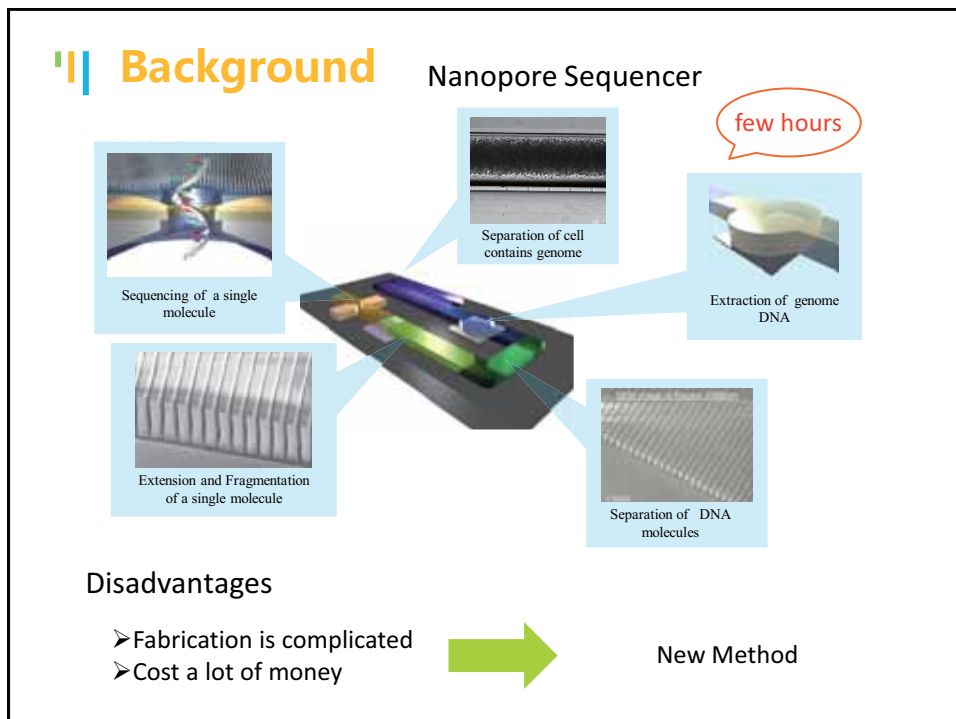 Background
Nanopore Sequencer
few hours
Separation of cell
contains genome
Sequencing of a single
molecule
Extraction of genome
DNA
Extension and Fragmentation
of a single molecule
Separation of DNA
molecules
Disadvantages
➢Fabrication is complicated
➢Cost a lot of money
New Method